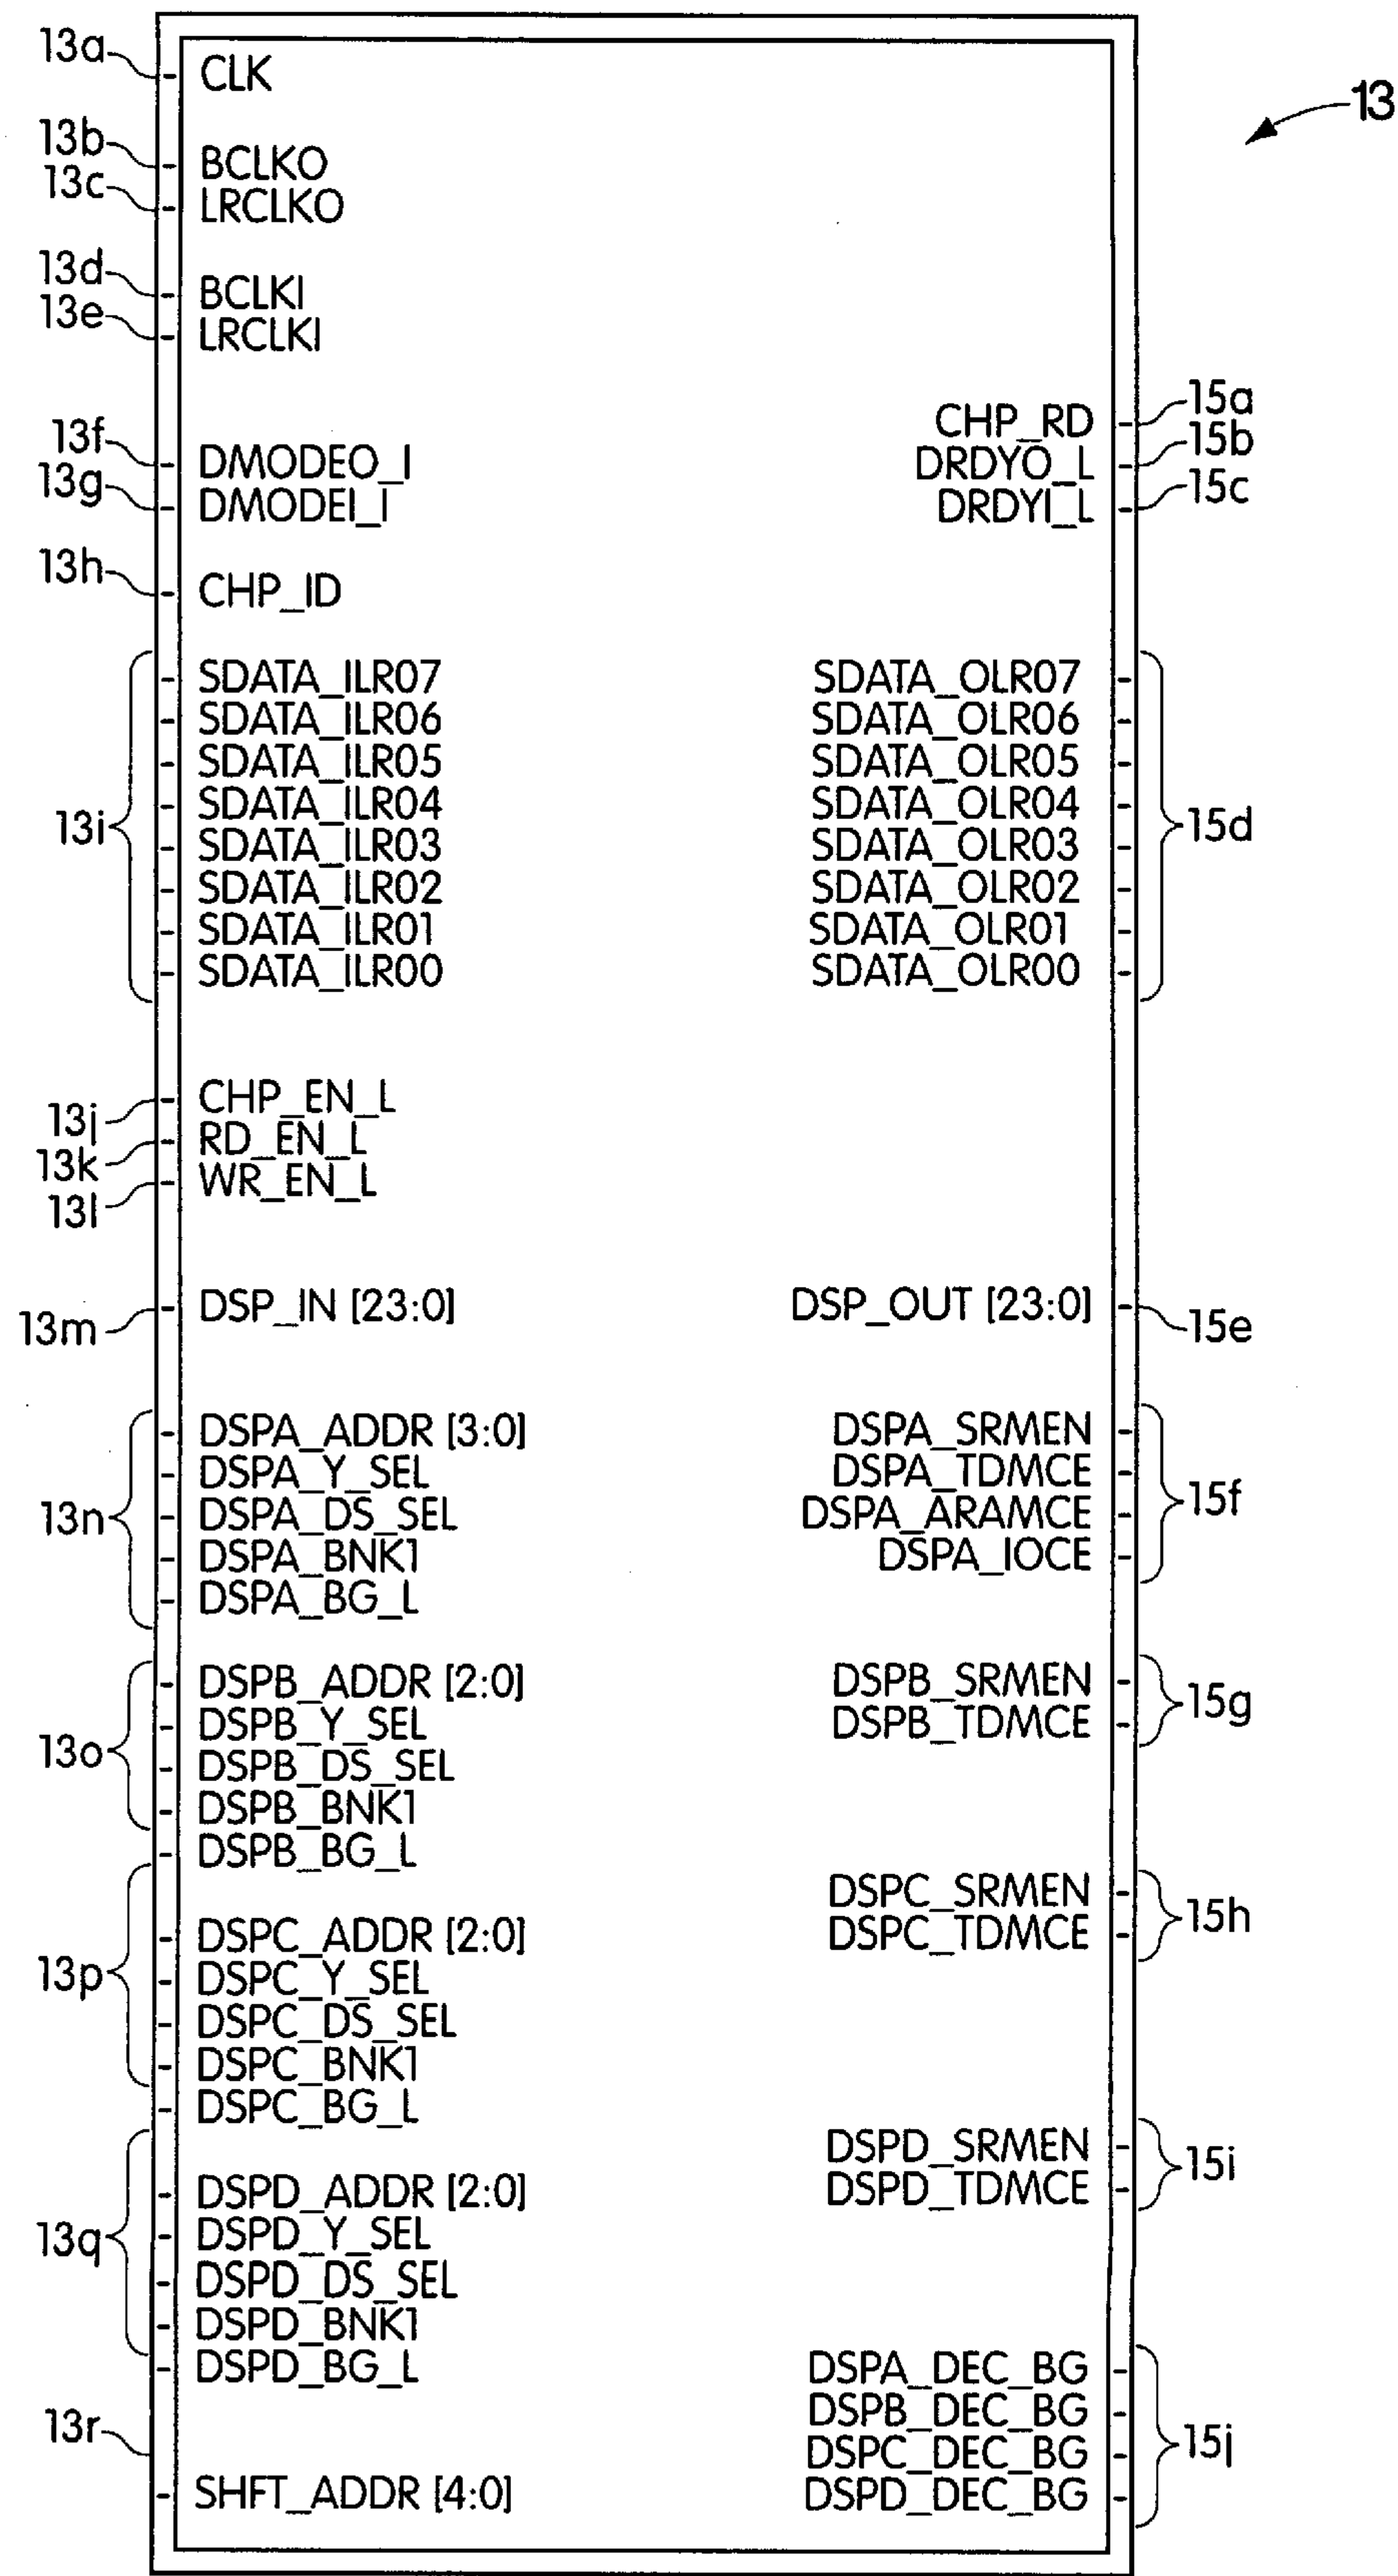 13a
CLK
13
13b
BCLKO
13c
LRCLKO
13d
BCLKI
13e
LRCLKI
CHP_RD
15a
13f
DMODEO_I
DRDYO_L
15b
13g
DMODEI_I
DRDYI_L
15c
13h
CHP_ID
SDATA_ILR07
SDATA_ILR06
SDATA_ILR05
SDATA_ILR04
SDATA_ILR03
SDATA_ILR02
SDATA_ILR01
SDATA_ILR00
13i
SDATA_OLR07
SDATA_OLR06
SDATA_OLR05
SDATA_OLR04
SDATA_OLR03
SDATA_OLR02
SDATA_OLR01
SDATA_OLR00
15d
CHP_EN_L
13j
RD_EN_L
13k
WR_EN_L
13l
DSP_IN [23:0]
13m
DSP_OUT [23:0]
15e
DSPA_ADDR [3:0]
DSPA_Y_SEL
DSPA_DS_SEL
DSPA_BNK1
DSPA_BG_L
13n
DSPA_SRMEN
DSPA_TDMCE
DSPA_ARAMCE
DSPA_IOCE
15f
DSPB_ADDR [2:0]
DSPB_Y_SEL
DSPB_DS_SEL
DSPB_BNK1
DSPB_BG_L
13o
DSPB_SRMEN
DSPB_TDMCE
15g
DSPC_ADDR [2:0]
DSPC_Y_SEL
DSPC_DS_SEL
DSPC_BNK1
DSPC_BG_L
13p
DSPC_SRMEN
DSPC_TDMCE
15h
DSPD_ADDR [2:0]
DSPD_Y_SEL
DSPD_DS_SEL
DSPD_BNK1
DSPD_BG_L
13q
DSPD_SRMEN
DSPD_TDMCE
15i
13r
SHFT_ADDR [4:0]
DSPA_DEC_BG
DSPB_DEC_BG
DSPC_DEC_BG
DSPD_DEC_BG
15j